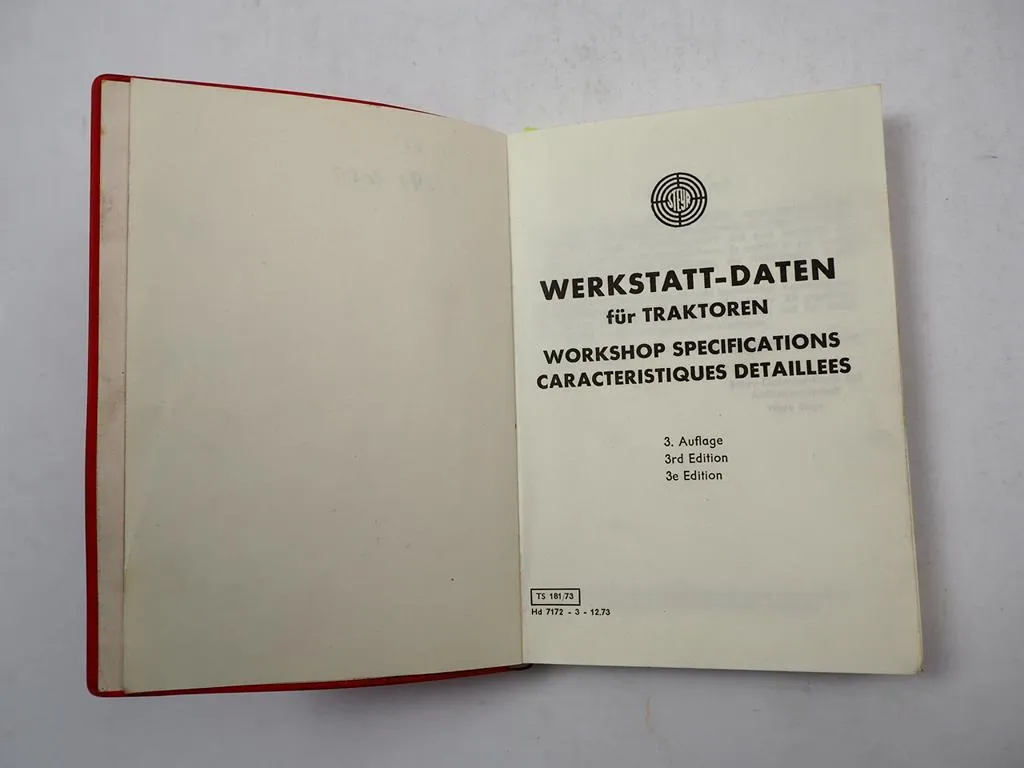 STEYR
WERKSTATT-DATEN
für TRAKTOREN
WORKSHOP SPECIFICATIONS
CARACTERISTIQUES DETAILLEES
3. Auflage
3rd Edition
3e Edition
TS 181/73
Hd 7172 - 3 - 12.73